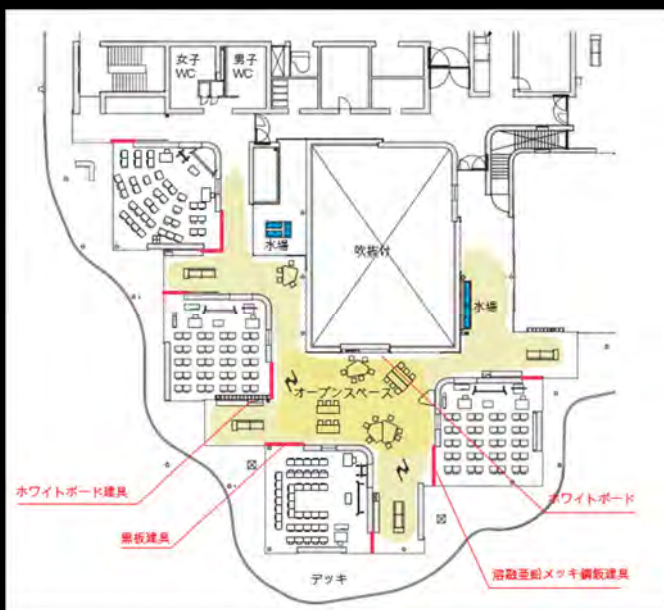 女子
WC
男子
WC
水場
吹抜け
水場
オープンスペース
ホワイトボード建具
黒板建具
ホワイトボード
溶融亜鉛メッキ鋼鈑建具
デッキ